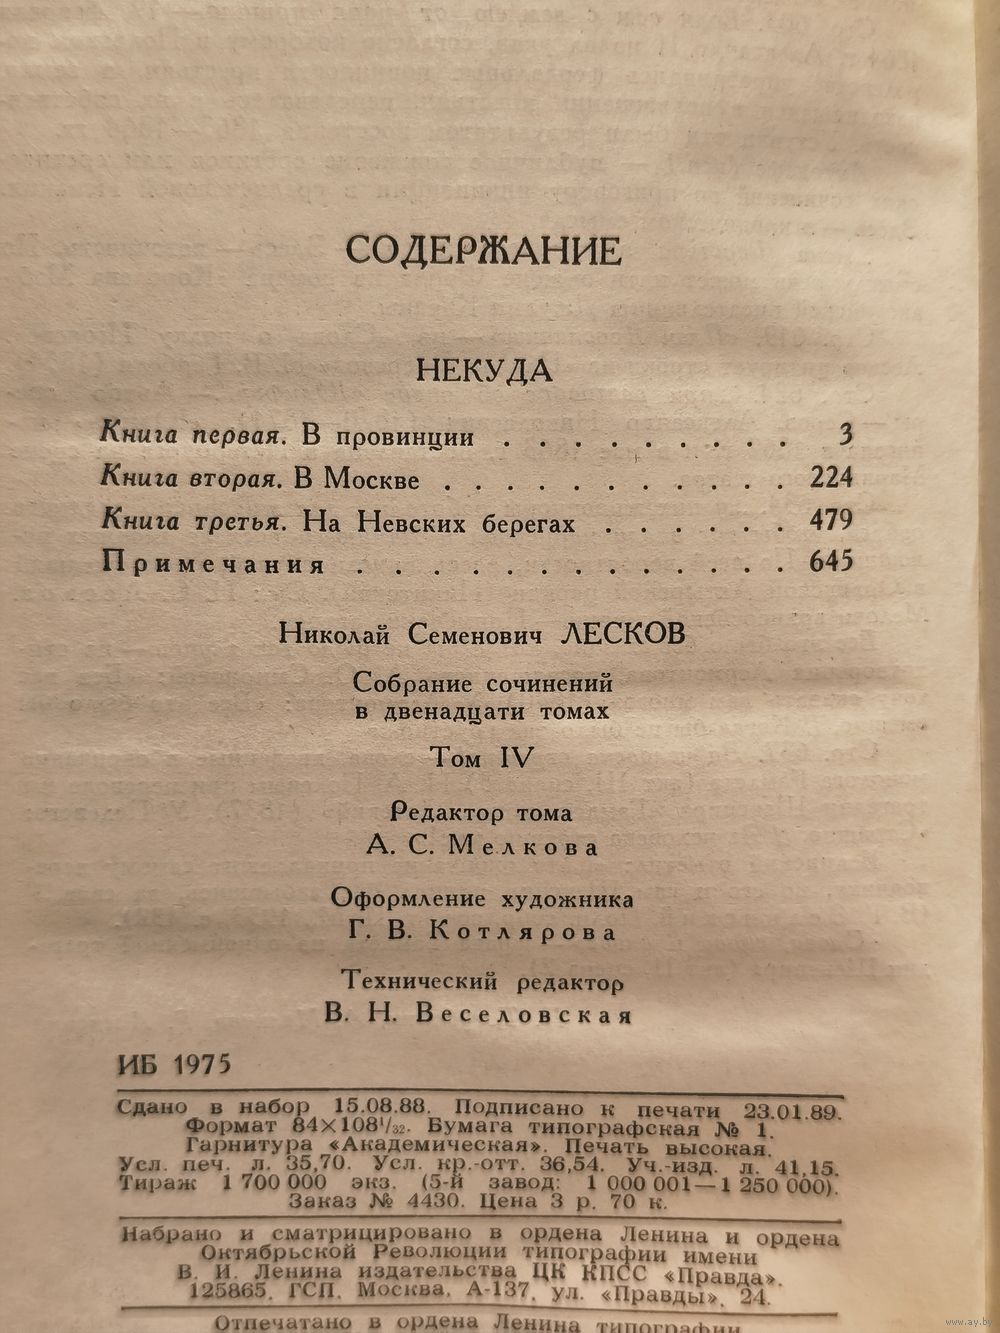 СОДЕРЖАНИЕ
НЕКУДА
Книга первая. В провинции . . . . . . . . . 3
Книга вторая. В Москве . . . . . . . . . . . 224
Книга третья. На Невских берегах . . . . . . 479
Примечания . . . . . . . . . . . . . 645
Николай Семенович ЛЕСКОВ
Собрание сочинений
в двенадцати томах
Том IV
Редактор тома
А. С. Мелкова
Оформление художника
Г. В. Котлярова
Технический редактор
В. Н. Веселовская
ИБ 1975
Сдано в набор 15.08.88. Подписано к печати 23.01.89.
Формат 84×108¹/₃₂. Бумага типографская № 1.
Гарнитура «Академическая». Печать высокая.
Усл. печ. л. 35,70. Усл. кр.-отт. 36,54. Уч.-изд. л. 41,15.
Тираж 1 700 000 экз. (5-й завод: 1 000 001—1 250 000).
Заказ № 4430. Цена 3 р. 70 к.
Набрано и сматрицировано в ордена Ленина и ордена
Октябрьской Революции типографии имени
В. И. Ленина издательства ЦК КПСС «Правда».
125865. ГСП, Москва, А-137, ул. «Правды», 24.
Отпечатано в ордена Ленина типографии
www.ay.by